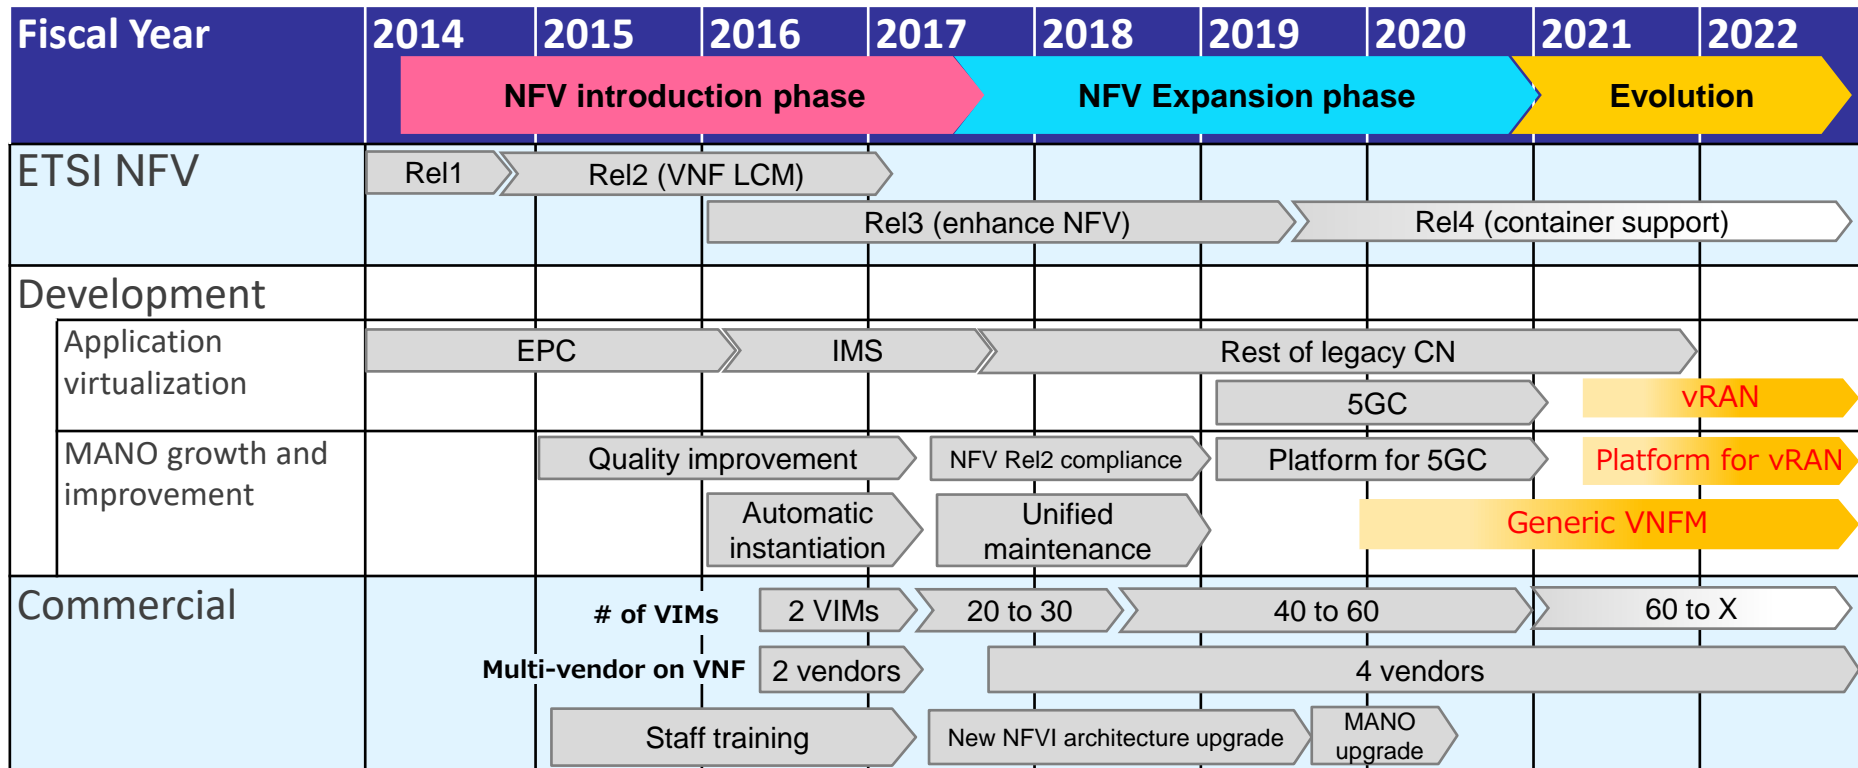 Fiscal Year 2014 2015 2016 2017 2018 2019 2020 2021 2022
NFV introduction phase NFV Expansion phase Evolution
ETSI NFV
Rel1 Rel2 (VNF LCM)
Rel3 (enhance NFV) Rel4 (container support)
Development
Application
virtualization
EPC IMS Rest of legacy CN
5GC vRAN
MANO growth and
improvement
Quality improvement NFV Rel2 compliance Platform for 5GC Platform for vRAN
Automatic
instantiation
Unified
maintenance
Generic VNFM
Commercial
# of VIMs 2 VIMs 20 to 30 40 to 60 60 to X
Multi-vendor on VNF 2 vendors 4 vendors
Staff training New NFVI architecture upgrade
MANO
upgrade